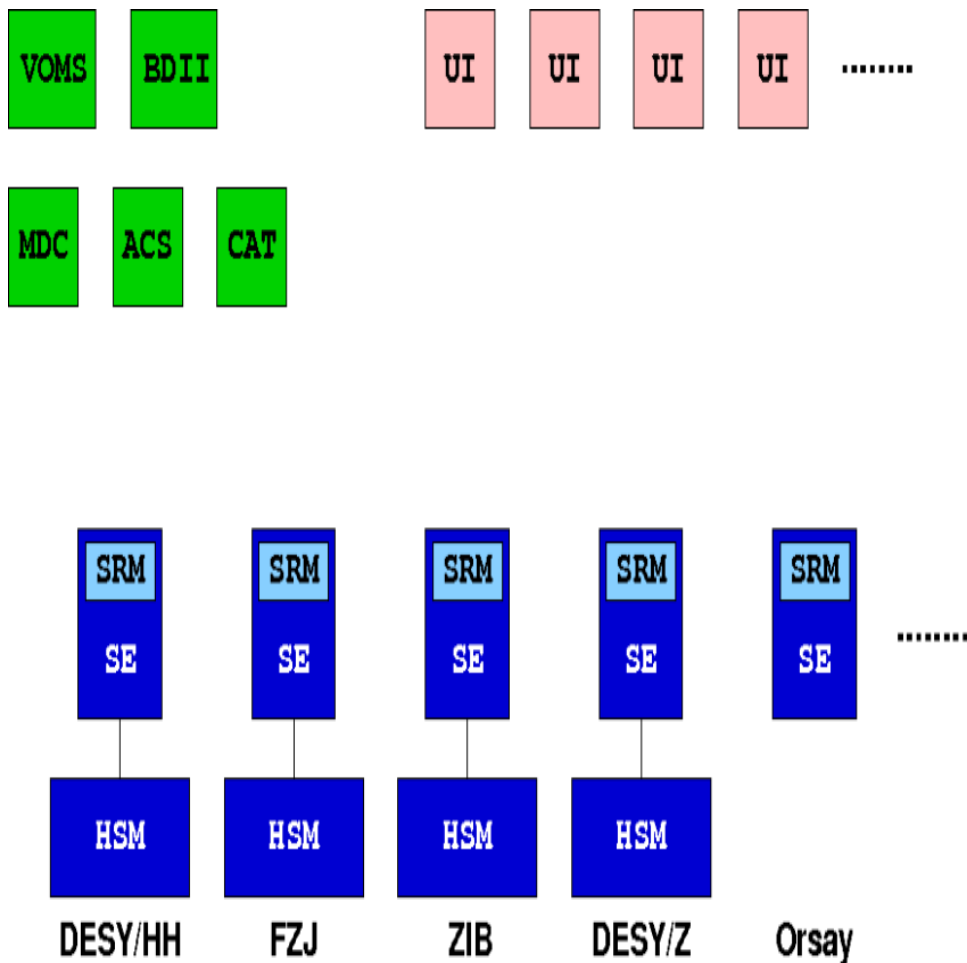 VOMS BDII UI UI UI UI ........
MDC ACS CAT
SRM SRM SRM SRM SRM
SE SE SE SE SE ........
HSM HSM HSM HSM
DESY/HH FZJ ZIB DESY/Z Orsay